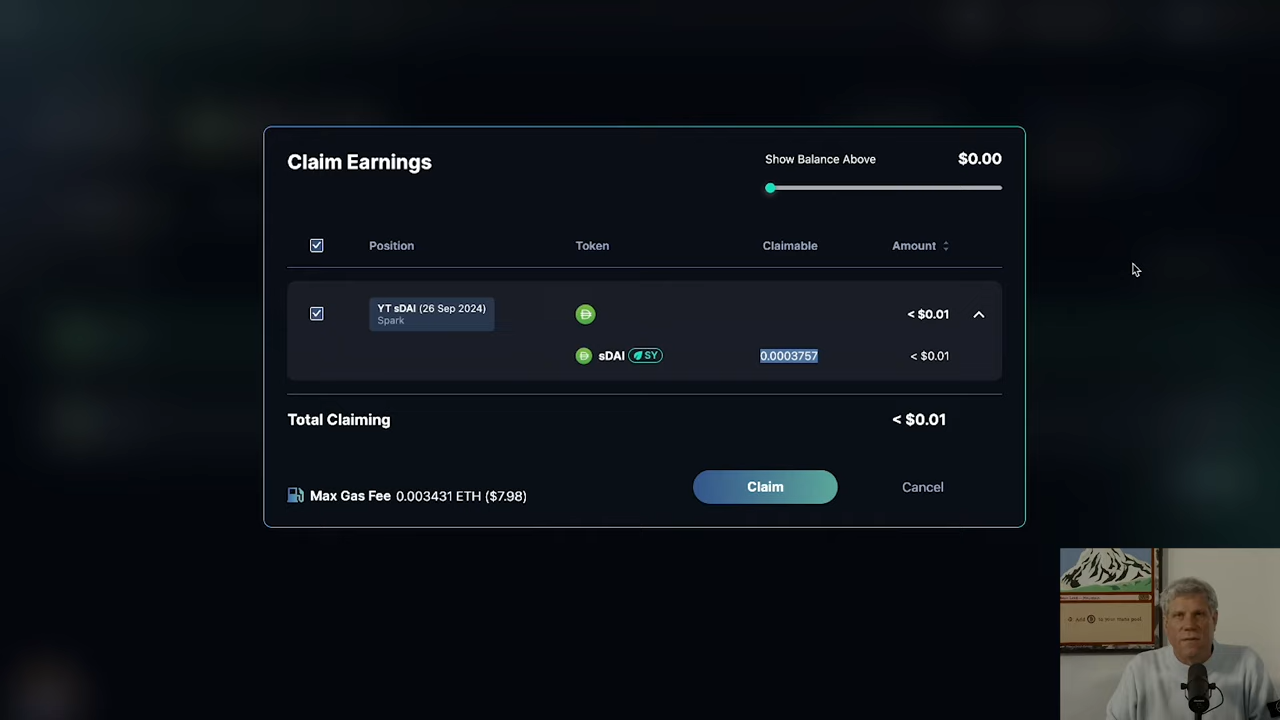 Claim Earnings
Show Balance Above $0.00
Position Token Claimable Amount
YT sDAI (26 Sep 2024) < $0.01
Spark
sDAI SY 0.0003757 < $0.01
Total Claiming < $0.01
Max Gas Fee 0.003431 ETH ($7.98) Claim Cancel